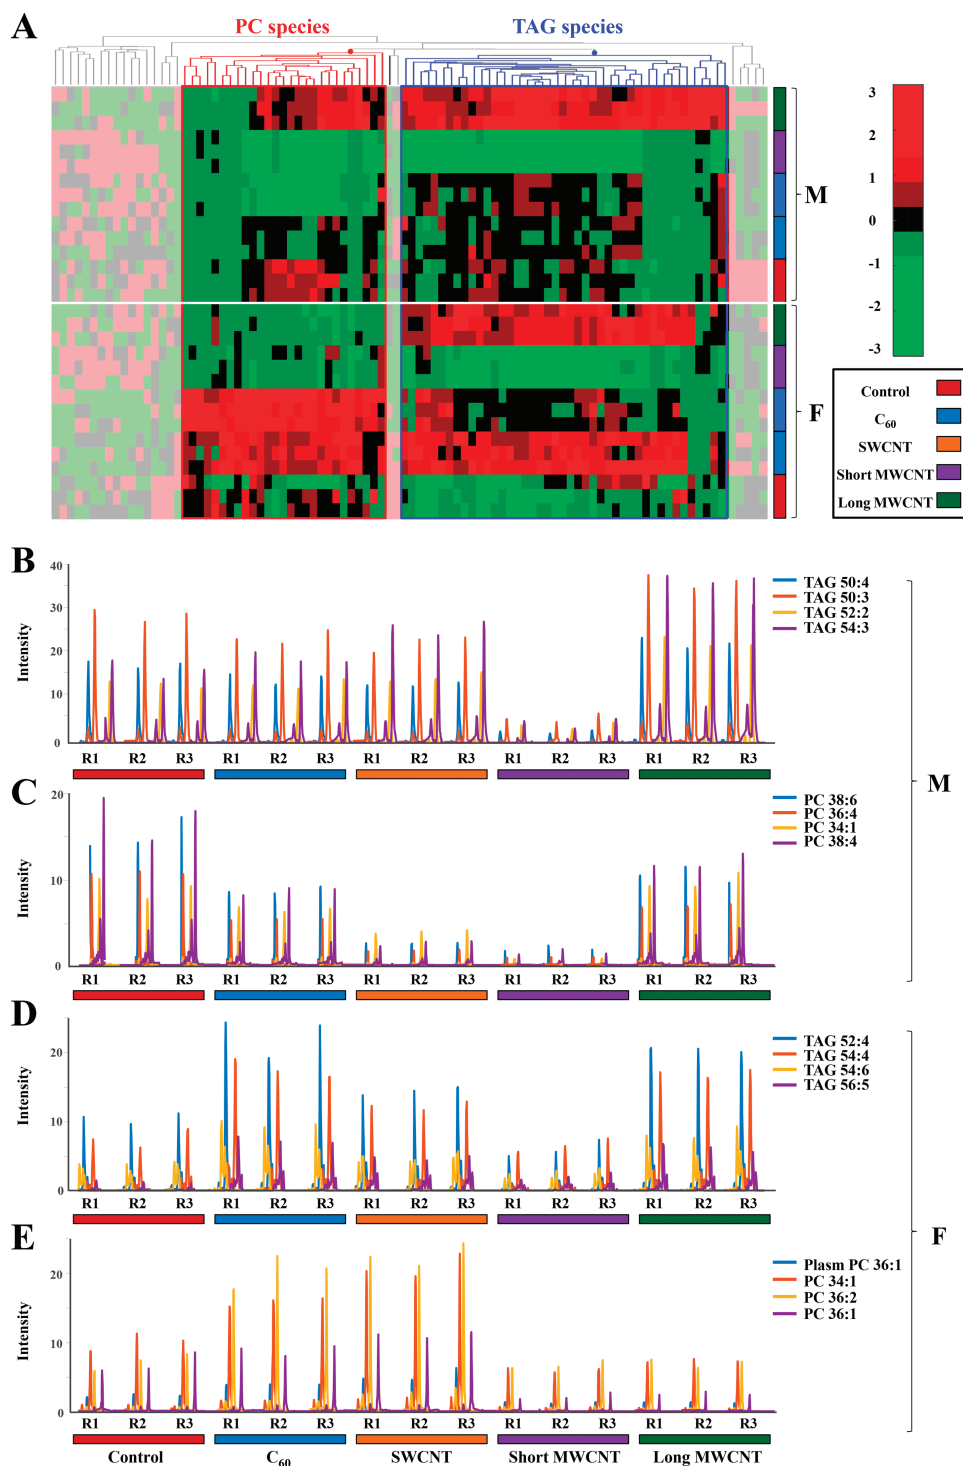 A
PC species
TAG species
M
F
3
2
1
0
-1
-2
-3
Control
C60
SWCNT
Short MWCNT
Long MWCNT
B
Intensity
40
30
20
10
0
R1 R2 R3 R1 R2 R3 R1 R2 R3 R1 R2 R3 R1 R2 R3
TAG 50:4
TAG 50:3
TAG 52:2
TAG 54:3
C
Intensity
20
10
0
R1 R2 R3 R1 R2 R3 R1 R2 R3 R1 R2 R3 R1 R2 R3
PC 38:6
PC 36:4
PC 34:1
PC 38:4
M
D
Intensity
20
10
0
R1 R2 R3 R1 R2 R3 R1 R2 R3 R1 R2 R3 R1 R2 R3
TAG 52:4
TAG 54:4
TAG 54:6
TAG 56:5
E
Intensity
20
10
0
R1 R2 R3 R1 R2 R3 R1 R2 R3 R1 R2 R3 R1 R2 R3
Plasm PC 36:1
PC 34:1
PC 36:2
PC 36:1
F
Control C60 SWCNT Short MWCNT Long MWCNT